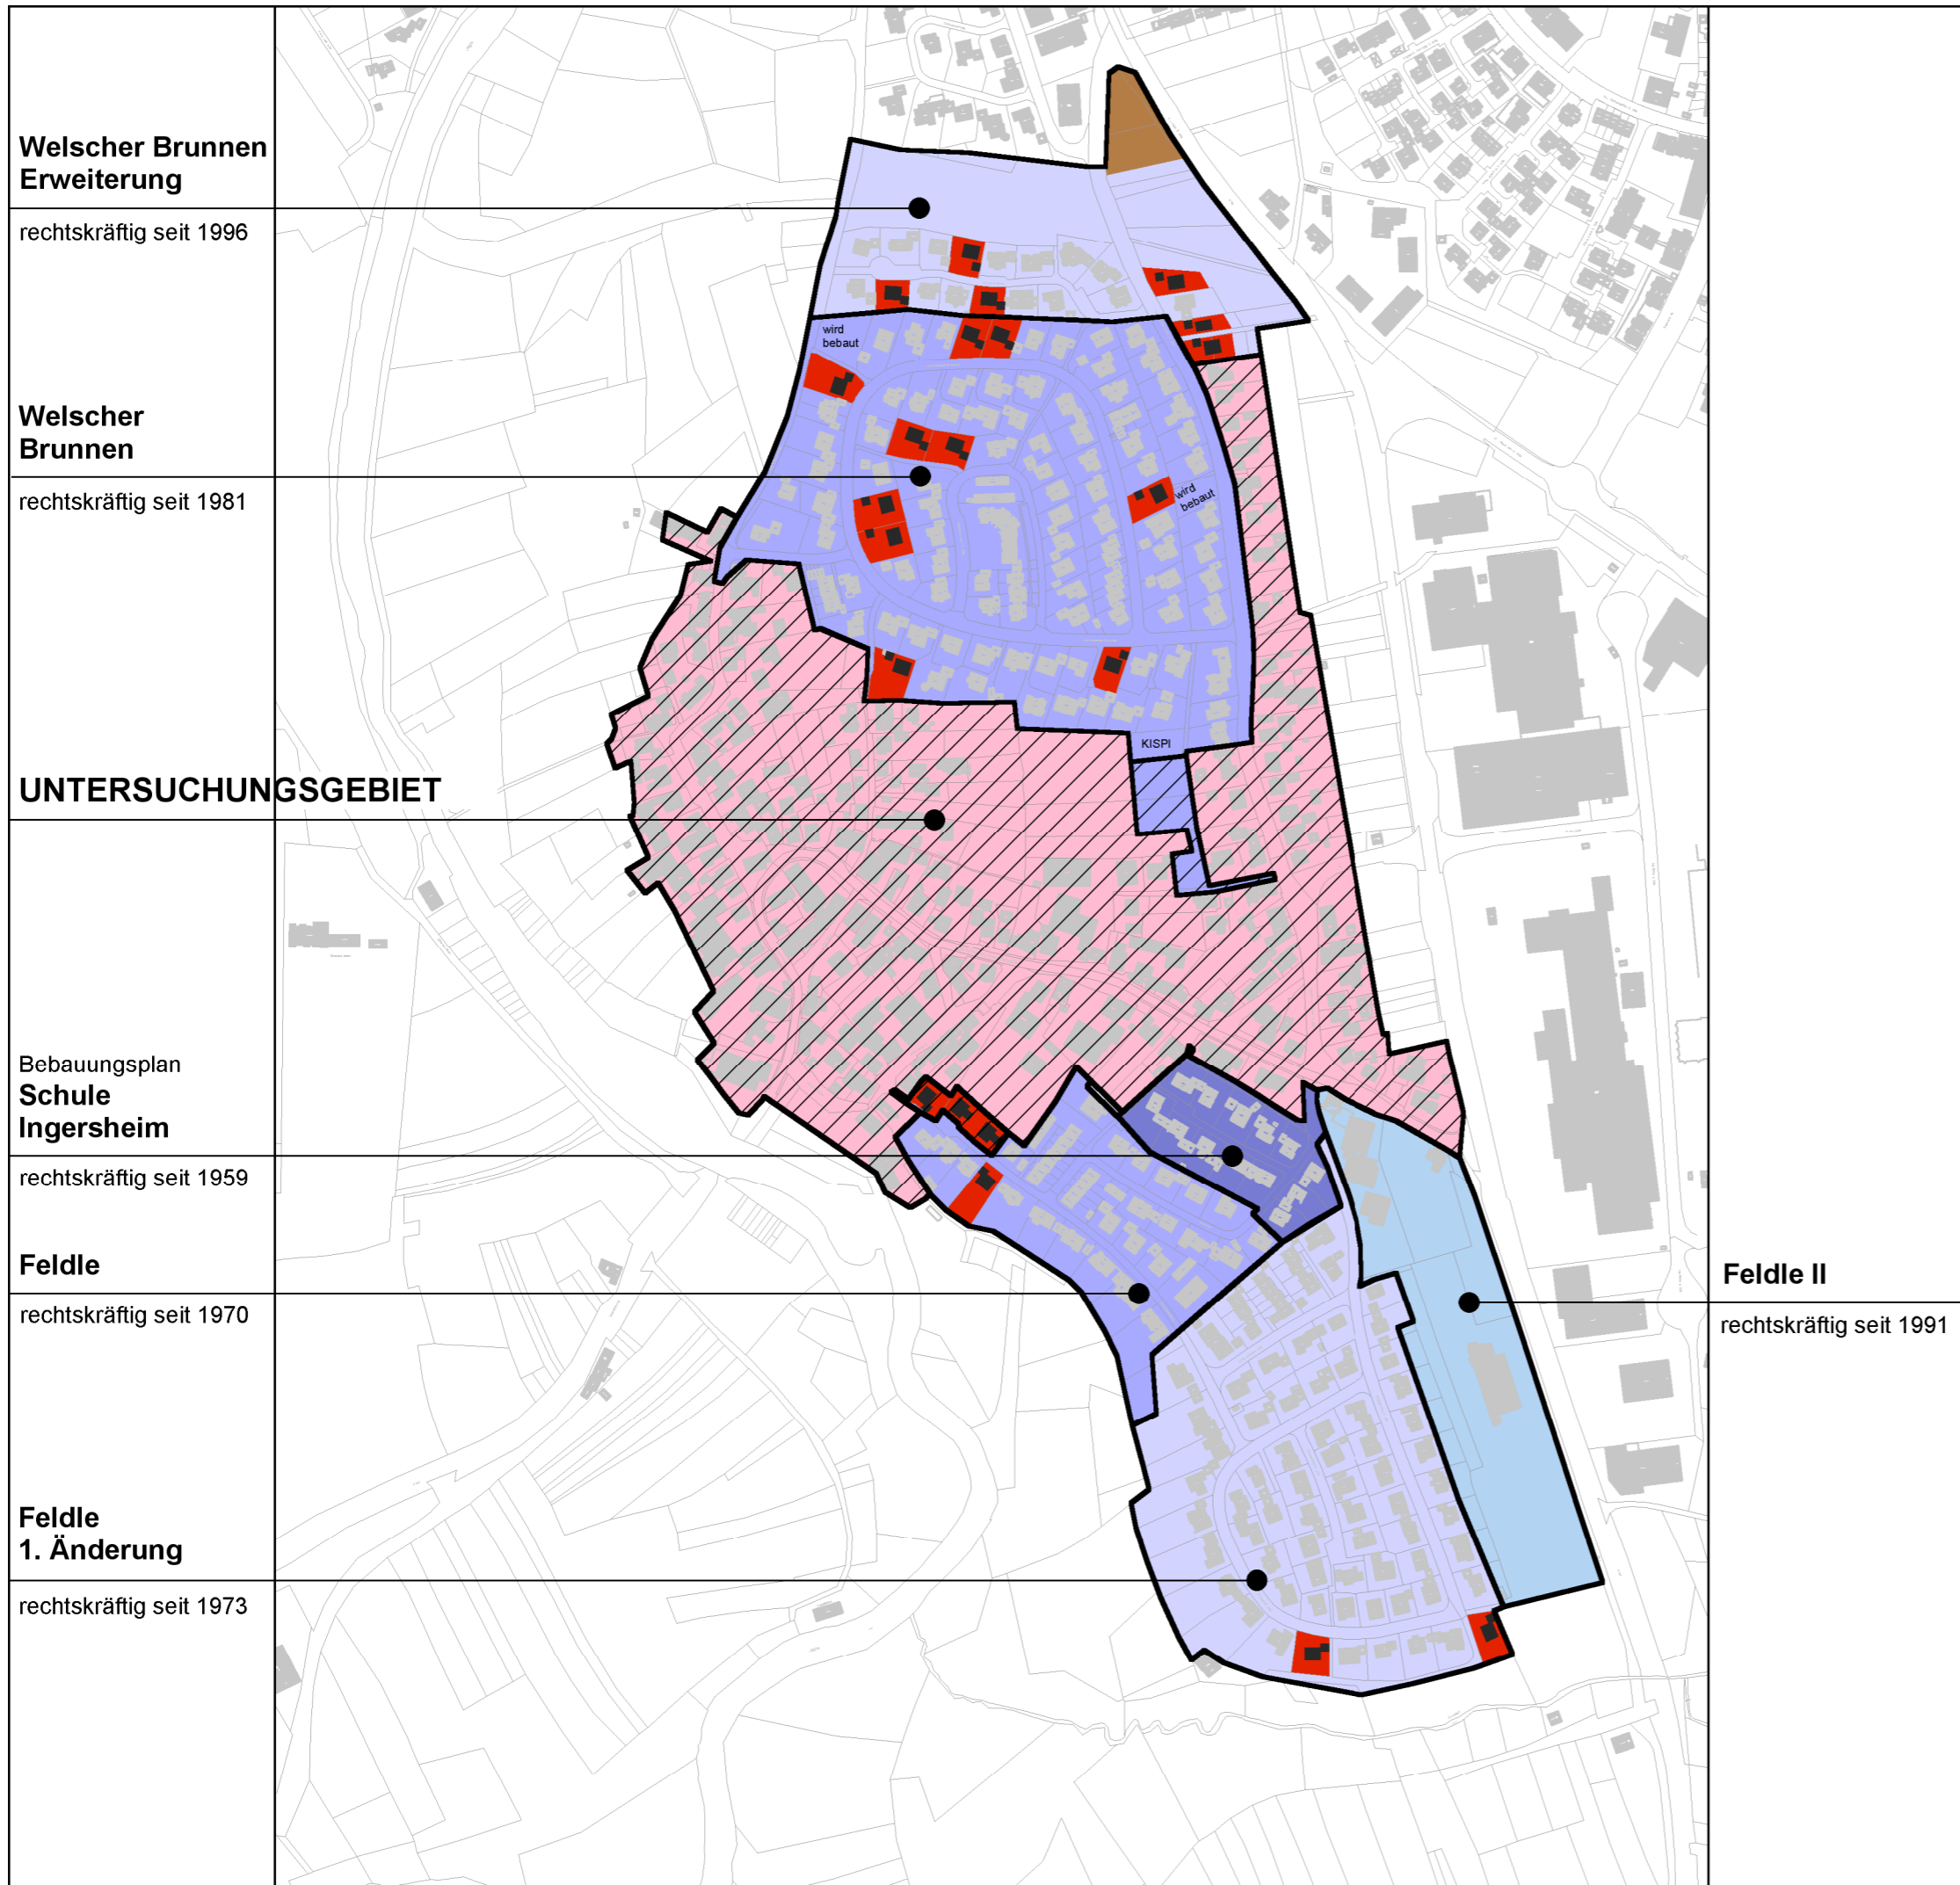 Welscher Brunnen
Erweiterung
rechtskräftig seit 1996
Welscher
Brunnen
rechtskräftig seit 1981
UNTERSUCHUNGSGEBIET
Bebauungsplan
Schule
Ingersheim
rechtskräftig seit 1959
Feldle
rechtskräftig seit 1970
Feldle
1. Änderung
rechtskräftig seit 1973
wird
bebaut
wird
bebaut
KISPI
Feldle II
rechtskräftig seit 1991